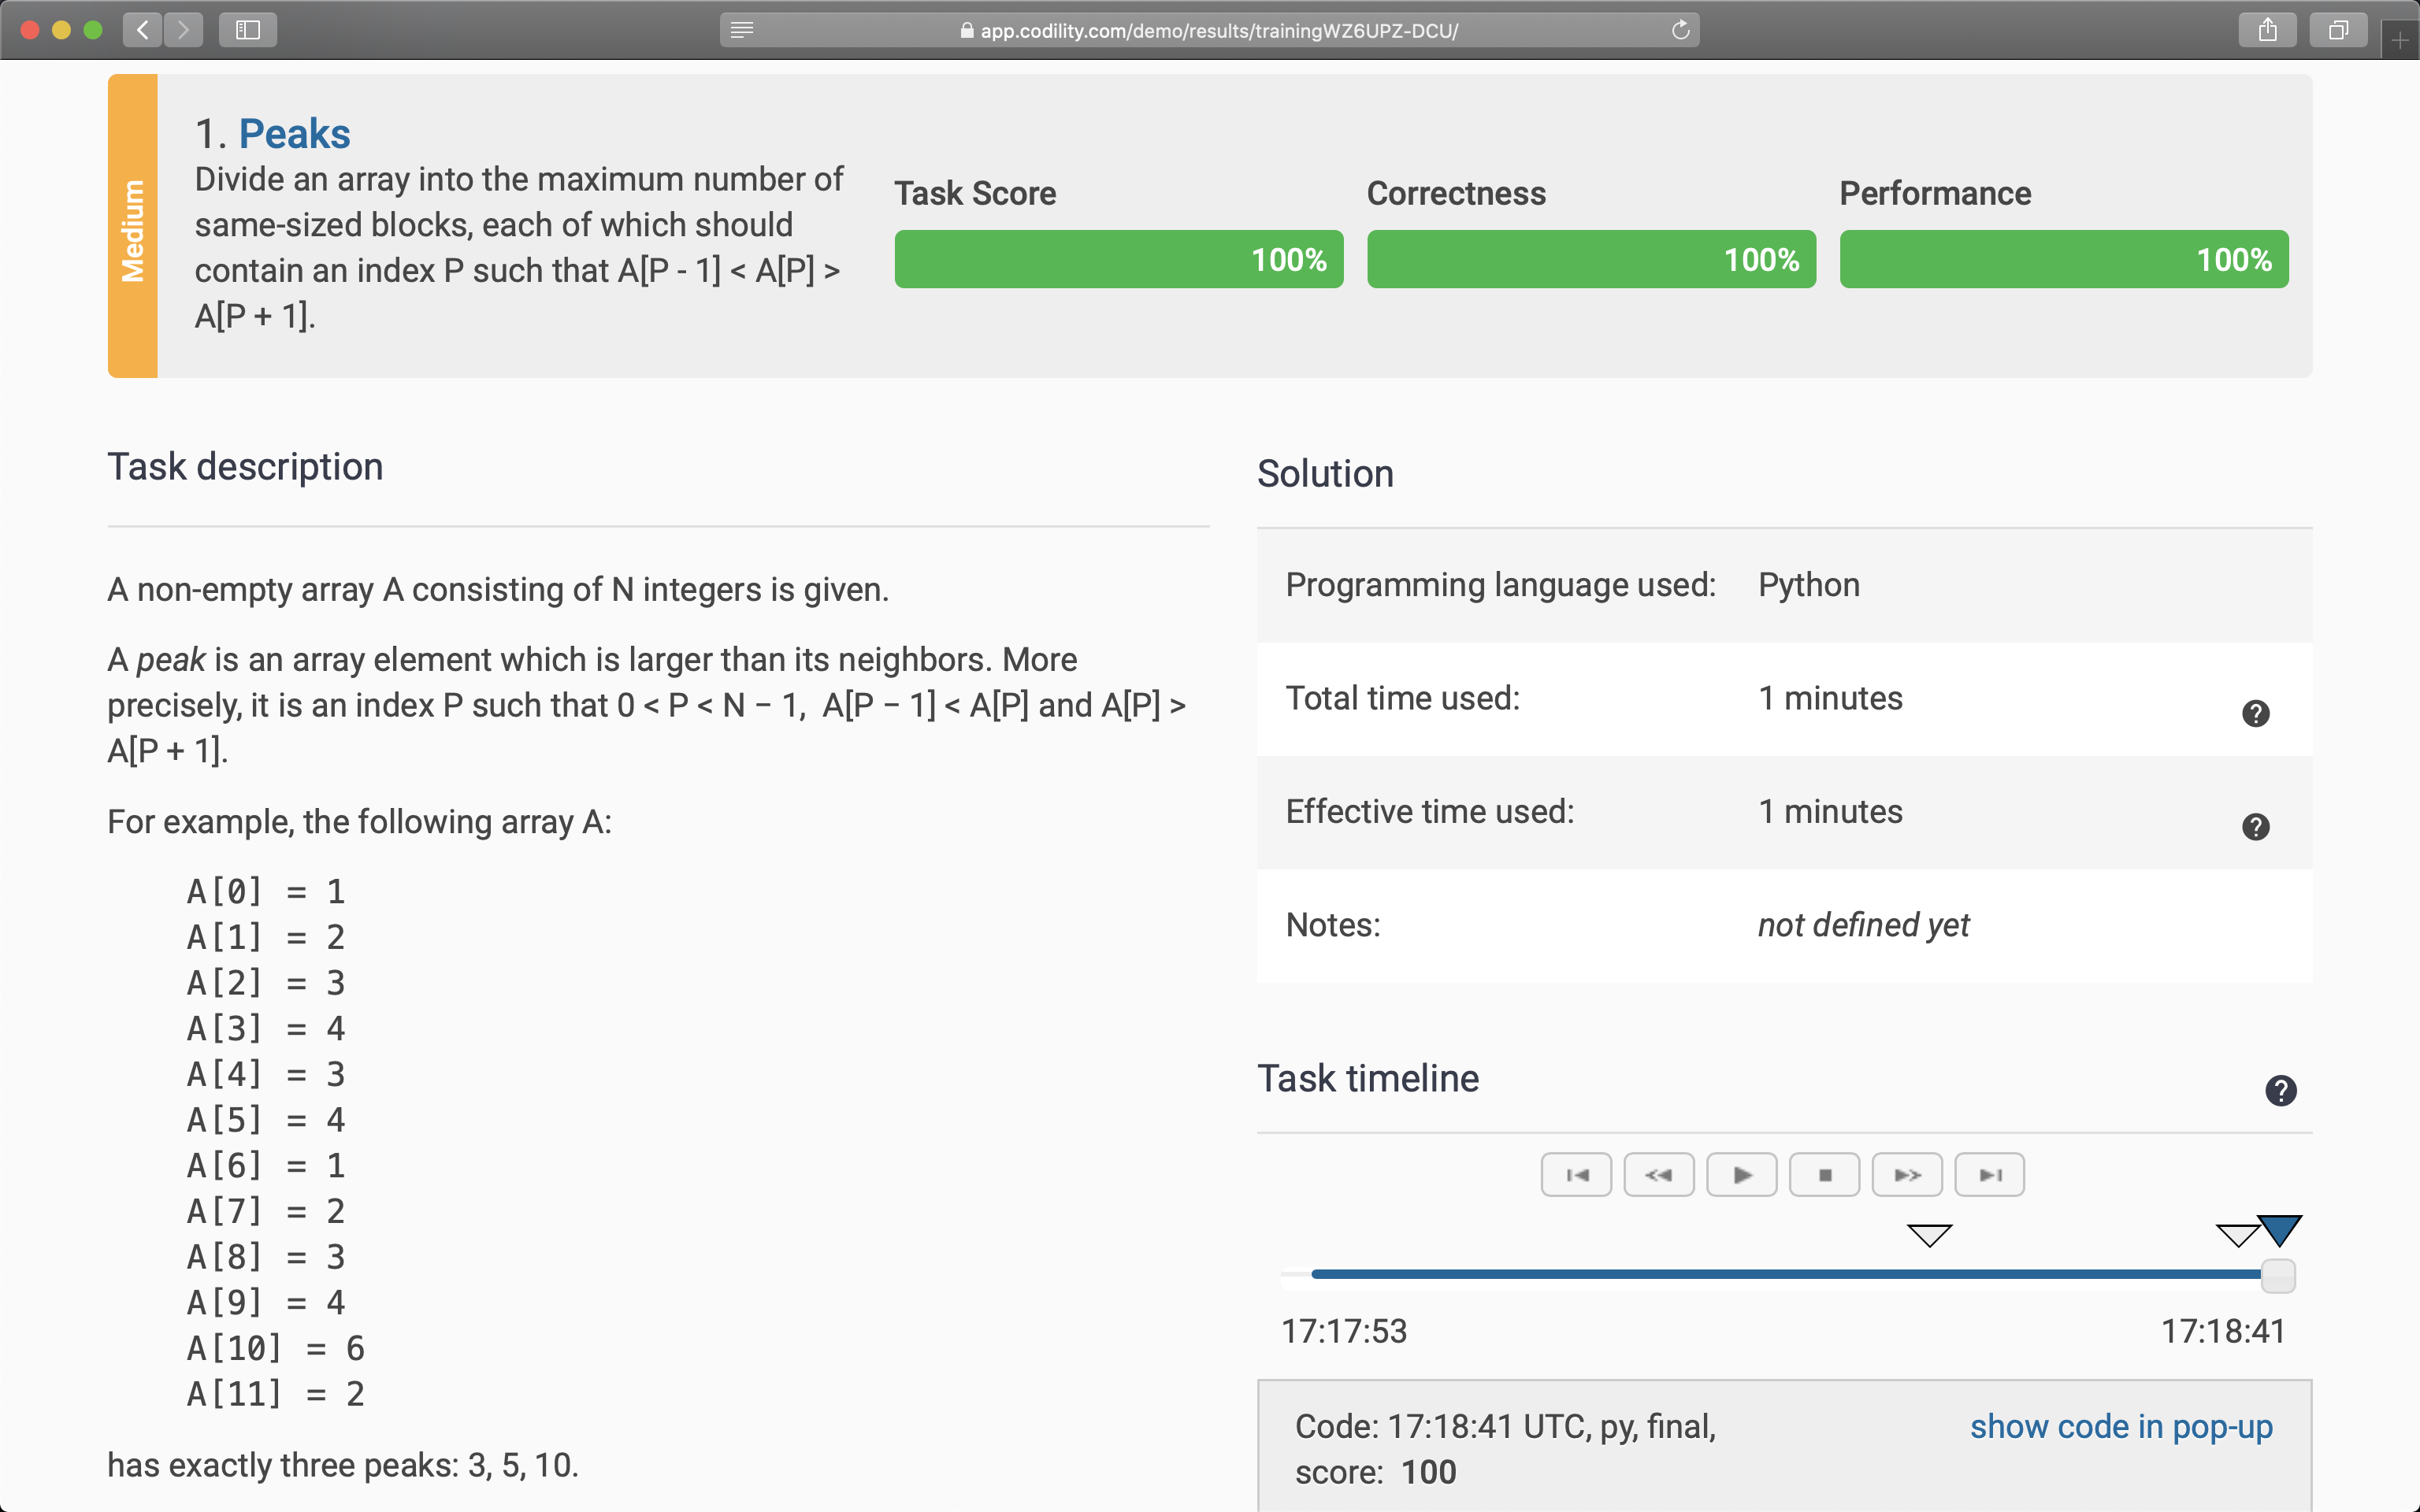 app.codility.com/demo/results/trainingWZ6UPZ-DCU/
Medium
1. Peaks
Divide an array into the maximum number of
same-sized blocks, each of which should
contain an index P such that A[P - 1] < A[P] >
A[P + 1].
Task Score
100%
Correctness
100%
Performance
100%
Task description
A non-empty array A consisting of N integers is given.
A peak is an array element which is larger than its neighbors. More
precisely, it is an index P such that 0 < P < N − 1, A[P − 1] < A[P] and A[P] >
A[P + 1].
For example, the following array A:
A[0] = 1
A[1] = 2
A[2] = 3
A[3] = 4
A[4] = 3
A[5] = 4
A[6] = 1
A[7] = 2
A[8] = 3
A[9] = 4
A[10] = 6
A[11] = 2
has exactly three peaks: 3, 5, 10.
Solution
Programming language used: Python
Total time used: 1 minutes
Effective time used: 1 minutes
Notes: not defined yet
Task timeline
17:17:53 17:18:41
Code: 17:18:41 UTC, py, final,
score: 100
show code in pop-up